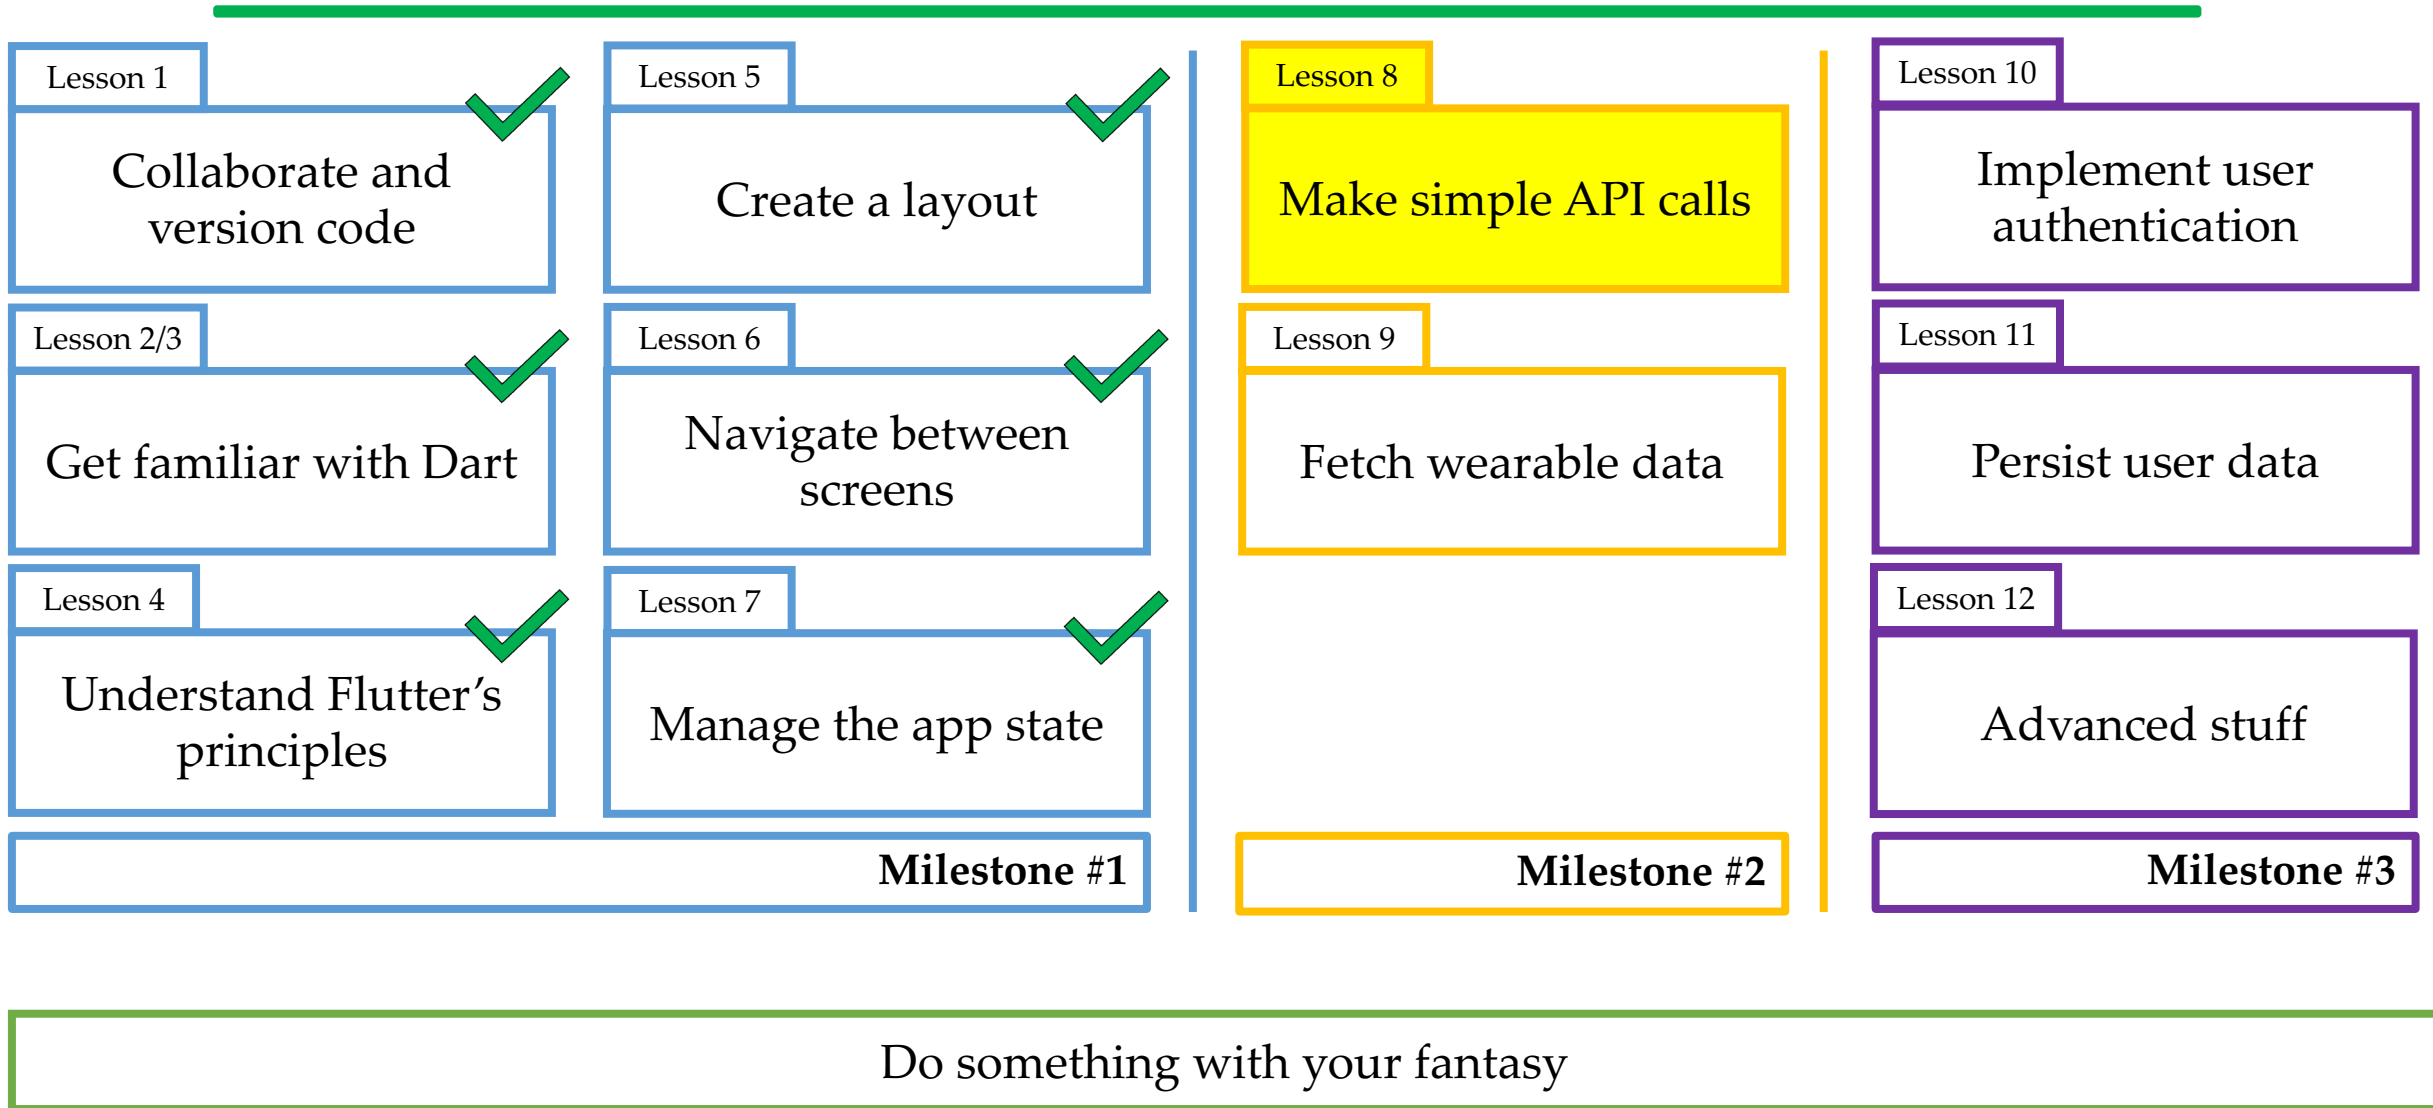 Lesson 1
Collaborate and
version code
Lesson 2/3
Get familiar with Dart
Lesson 4
Understand Flutter’s
principles
Lesson 5
Create a layout
Lesson 6
Navigate between
screens
Lesson 7
Manage the app state
Milestone #1
Lesson 8
Make simple API calls
Lesson 9
Fetch wearable data
Milestone #2
Lesson 10
Implement user
authentication
Lesson 11
Persist user data
Lesson 12
Advanced stuff
Milestone #3
Do something with your fantasy